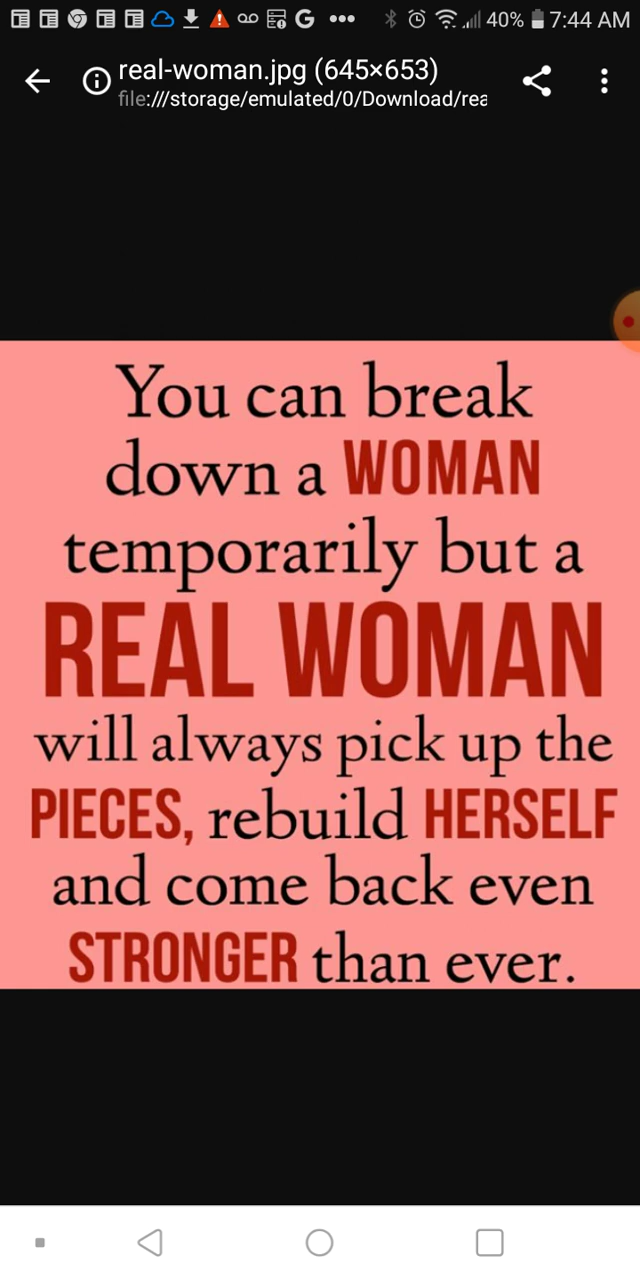 40% 7:44 AM
real-woman.jpg (645×653)
file:///storage/emulated/0/Download/rea
You can break
down a WOMAN
temporarily but a
REAL WOMAN
will always pick up the
PIECES, rebuild HERSELF
and come back even
STRONGER than ever.